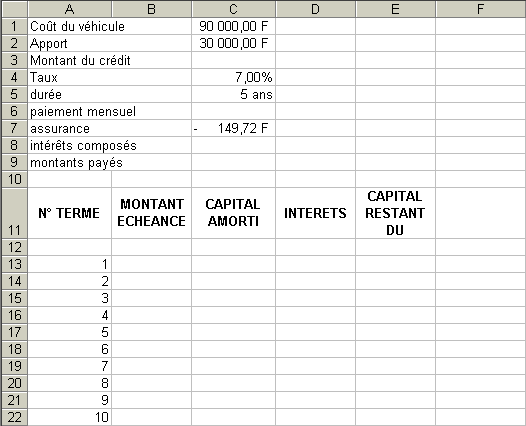 A B C D E F
1 Coût du véhicule 90 000,00 F
2 Apport 30 000,00 F
3 Montant du crédit
4 Taux 7,00%
5 durée 5 ans
6 paiement mensuel
7 assurance - 149,72 F
8 intérêts composés
9 montants payés
10
11 N° TERME MONTANT ECHEANCE CAPITAL AMORTI INTERETS CAPITAL RESTANT DU
12
13 1
14 2
15 3
16 4
17 5
18 6
19 7
20 8
21 9
22 10